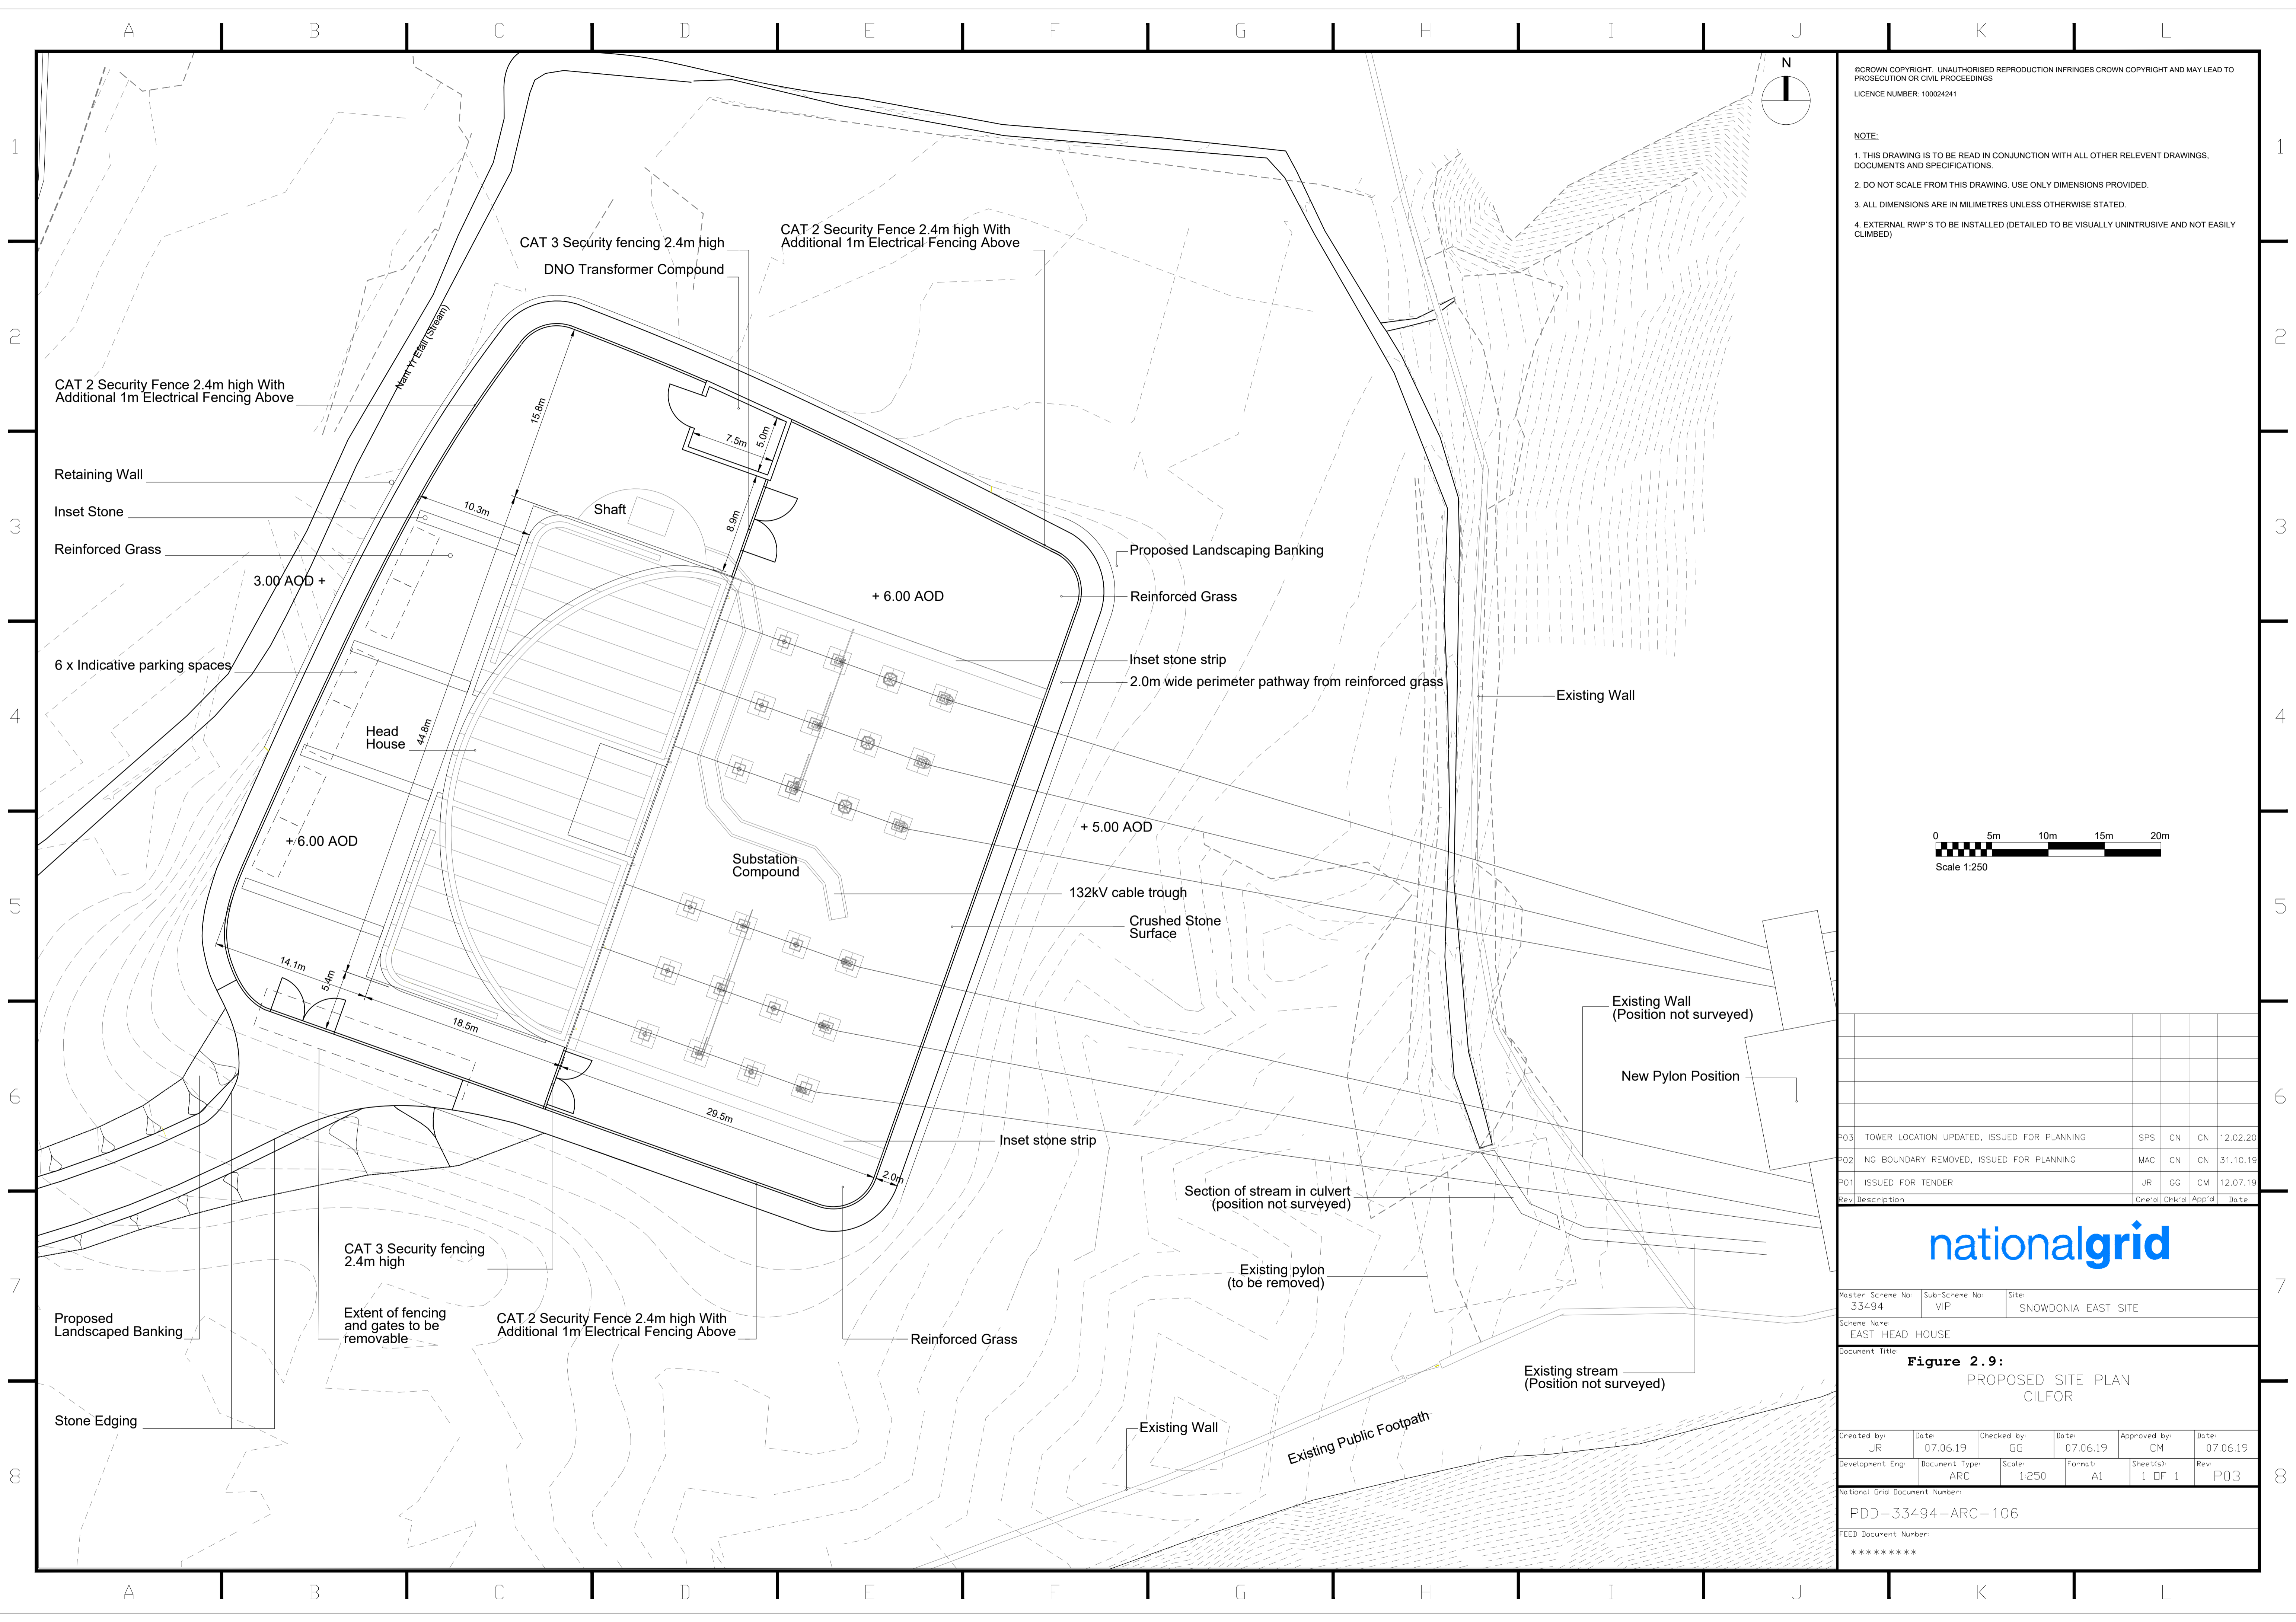 A B C D E F G H I J K L
1 1
2 2
3 3
4 4
5 5
6 6
7 7
8 8
N
CAT 3 Security fencing 2.4m high
DNO Transformer Compound
CAT 2 Security Fence 2.4m high With
Additional 1m Electrical Fencing Above
Nant Yr Efail (Stream)
CAT 2 Security Fence 2.4m high With
Additional 1m Electrical Fencing Above
15.8m
7.5m
5.0m
Retaining Wall
Inset Stone
10.3m
Shaft
8.9m
Reinforced Grass
Proposed Landscaping Banking
3.00 AOD +
+ 6.00 AOD
Reinforced Grass
6 x Indicative parking spaces
Inset stone strip
2.0m wide perimeter pathway from reinforced grass
Existing Wall
Head
House
44.8m
+ 6.00 AOD
+ 5.00 AOD
Substation
Compound
132kV cable trough
Crushed Stone
Surface
14.1m
5.4m
18.5m
Existing Wall
(Position not surveyed)
New Pylon Position
29.5m
Inset stone strip
2.0m
Section of stream in culvert
(position not surveyed)
CAT 3 Security fencing
2.4m high
Existing pylon
(to be removed)
Proposed
Landscaped Banking
Extent of fencing
and gates to be
removable
CAT 2 Security Fence 2.4m high With
Additional 1m Electrical Fencing Above
Reinforced Grass
Existing stream
(Position not surveyed)
Stone Edging
Existing Wall
Existing Public Footpath
©CROWN COPYRIGHT. UNAUTHORISED REPRODUCTION INFRINGES CROWN COPYRIGHT AND MAY LEAD TO
PROSECUTION OR CIVIL PROCEEDINGS
LICENCE NUMBER: 100024241
NOTE:
1. THIS DRAWING IS TO BE READ IN CONJUNCTION WITH ALL OTHER RELEVENT DRAWINGS,
DOCUMENTS AND SPECIFICATIONS.
2. DO NOT SCALE FROM THIS DRAWING. USE ONLY DIMENSIONS PROVIDED.
3. ALL DIMENSIONS ARE IN MILIMETRES UNLESS OTHERWISE STATED.
4. EXTERNAL RWP'S TO BE INSTALLED (DETAILED TO BE VISUALLY UNINTRUSIVE AND NOT EASILY
CLIMBED)
0 5m 10m 15m 20m
Scale 1:250
P03 TOWER LOCATION UPDATED, ISSUED FOR PLANNING SPS CN CN 12.02.20
P02 NG BOUNDARY REMOVED, ISSUED FOR PLANNING MAC CN CN 31.10.19
P01 ISSUED FOR TENDER JR GG CM 12.07.19
Rev Description Cre'd Chk'd App'd Date
nationalgrid
Master Scheme No: Sub-Scheme No: Site:
33494 VIP SNOWDONIA EAST SITE
Scheme Name:
EAST HEAD HOUSE
Document Title:
Figure 2.9:
PROPOSED SITE PLAN
CILFOR
Created by: Date: Checked by: Date: Approved by: Date:
JR 07.06.19 GG 07.06.19 CM 07.06.19
Development Eng: Document Type: Scale: Format: Sheet(s): Rev:
ARC 1:250 A1 1 OF 1 P03
National Grid Document Number:
PDD-33494-ARC-106
FEED Document Number:
*********
A B C D E F G H I J K L